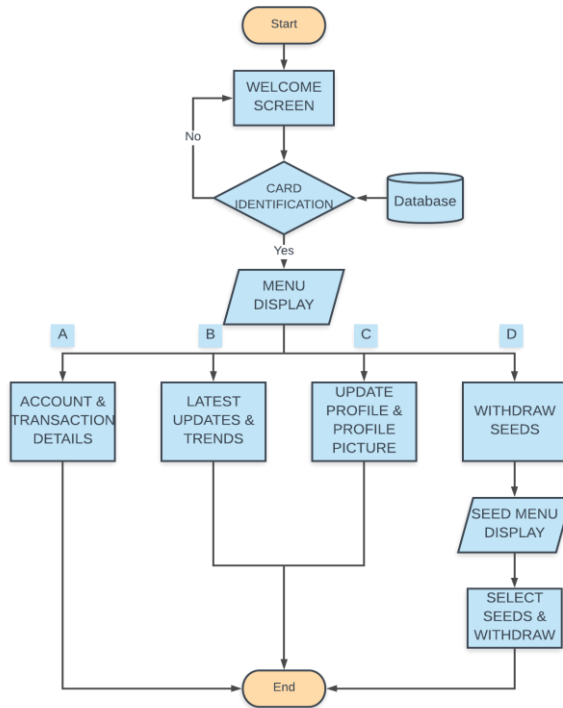 Start
WELCOME
SCREEN
No
CARD
IDENTIFICATION
Database
Yes
MENU
DISPLAY
A
B
C
D
ACCOUNT &
TRANSACTION
DETAILS
LATEST
UPDATES &
TRENDS
UPDATE
PROFILE &
PROFILE
PICTURE
WITHDRAW
SEEDS
SEED MENU
DISPLAY
SELECT
SEEDS &
WITHDRAW
End